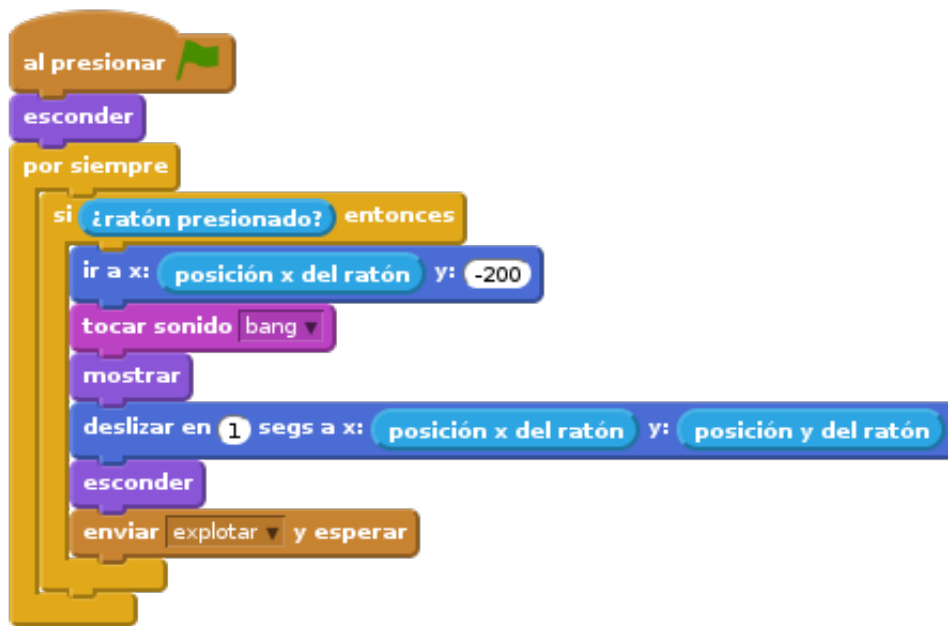 al presionar
esconder
por siempre
si ¿ratón presionado? entonces
ir a x: posición x del ratón y: -200
tocar sonido bang
mostrar
deslizar en 1 segs a x: posición x del ratón y: posición y del ratón
esconder
enviar explotar y esperar